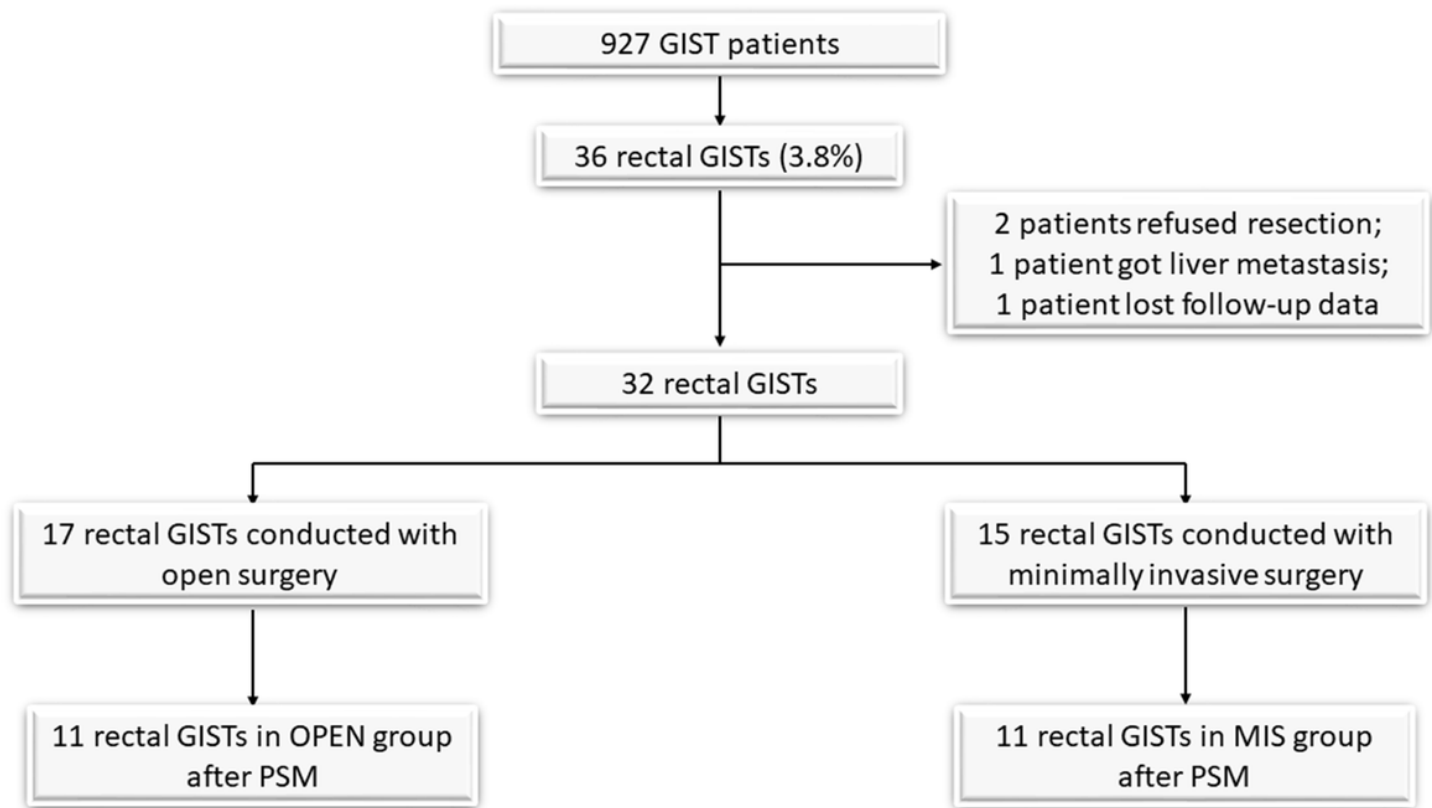 927 GIST patients
36 rectal GISTs (3.8%)
2 patients refused resection;
1 patient got liver metastasis;
1 patient lost follow-up data
32 rectal GISTs
17 rectal GISTs conducted with
open surgery
15 rectal GISTs conducted with
minimally invasive surgery
11 rectal GISTs in OPEN group
after PSM
11 rectal GISTs in MIS group
after PSM